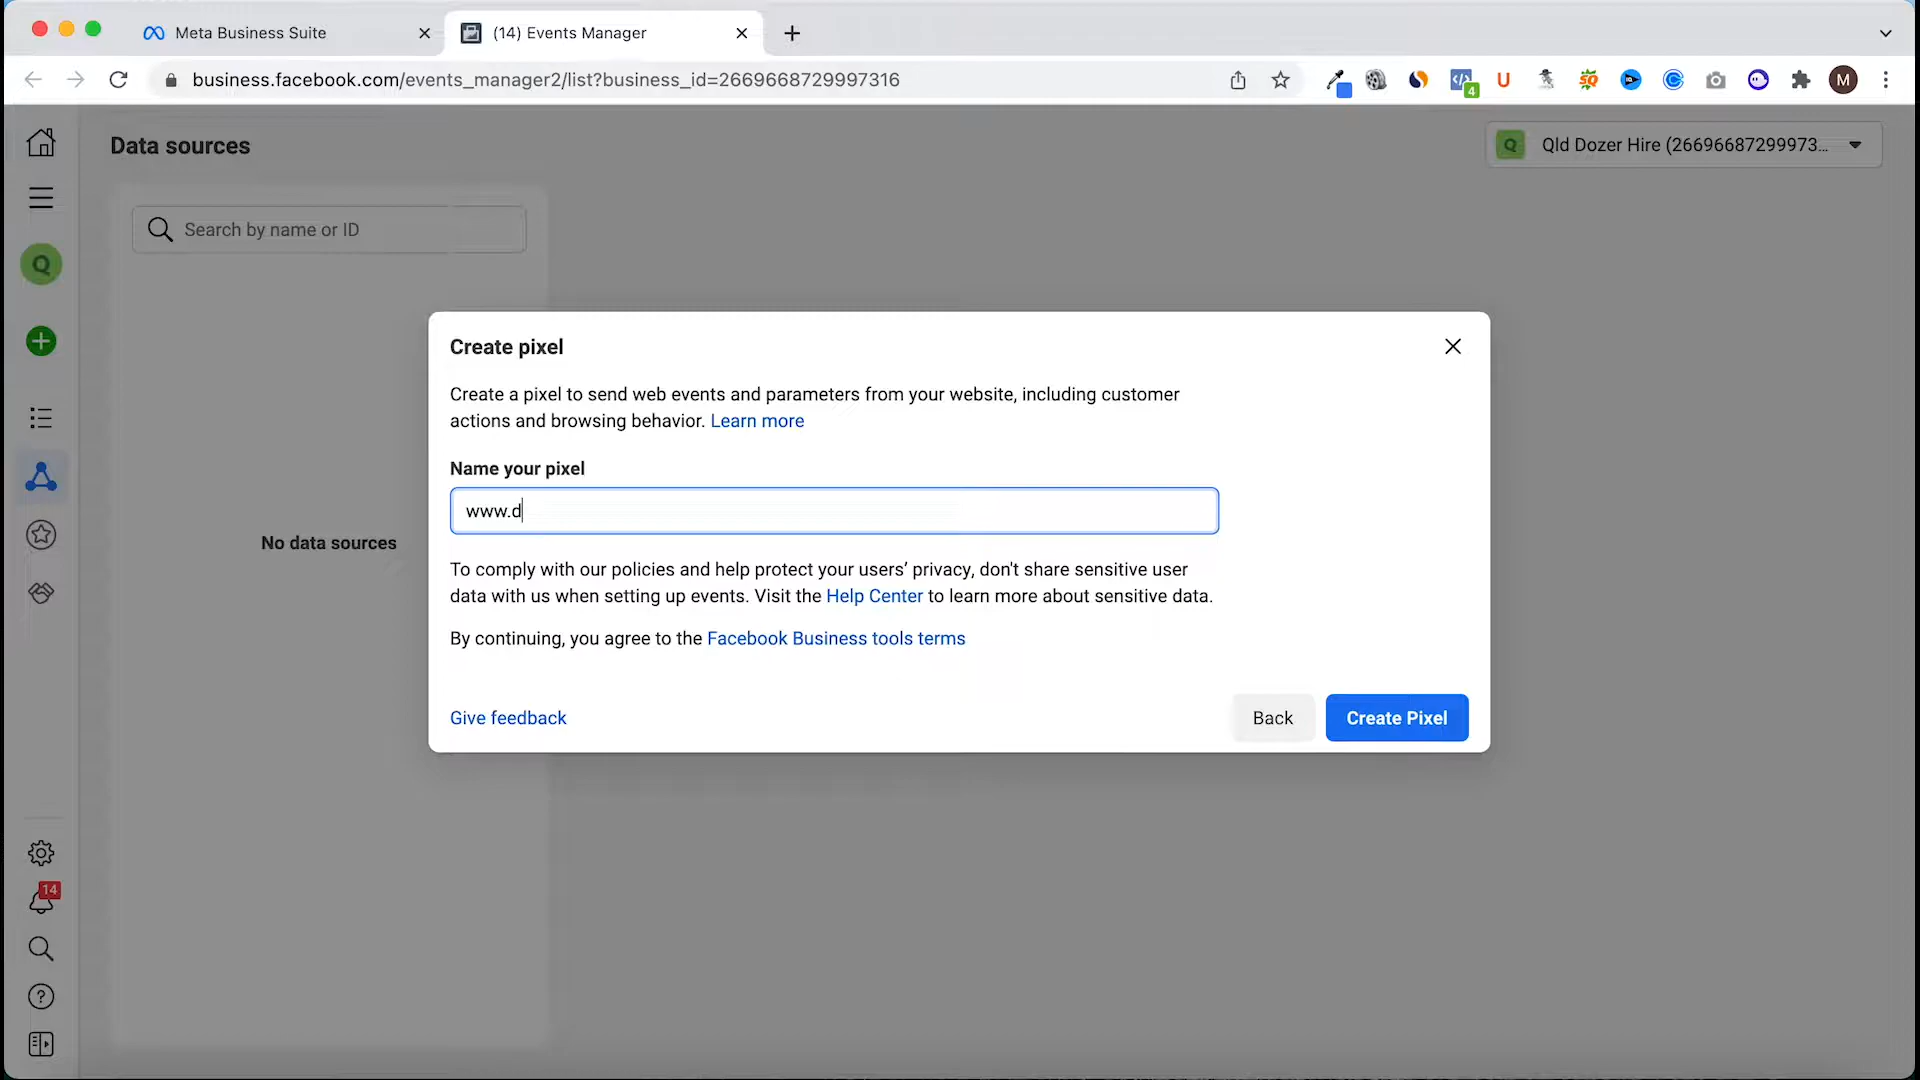 Meta Business Suite
(14) Events Manager
business.facebook.com/events_manager2/list?business_id=2669668729997316
4
U
SQ
M
Data sources
Q
Qld Dozer Hire (26696687299973...
Search by name or ID
Q
No data sources
Create pixel
Create a pixel to send web events and parameters from your website, including customer
actions and browsing behavior. Learn more
Name your pixel
www.d
To comply with our policies and help protect your users’ privacy, don't share sensitive user
data with us when setting up events. Visit the Help Center to learn more about sensitive data.
By continuing, you agree to the Facebook Business tools terms
Give feedback
Back
Create Pixel
14